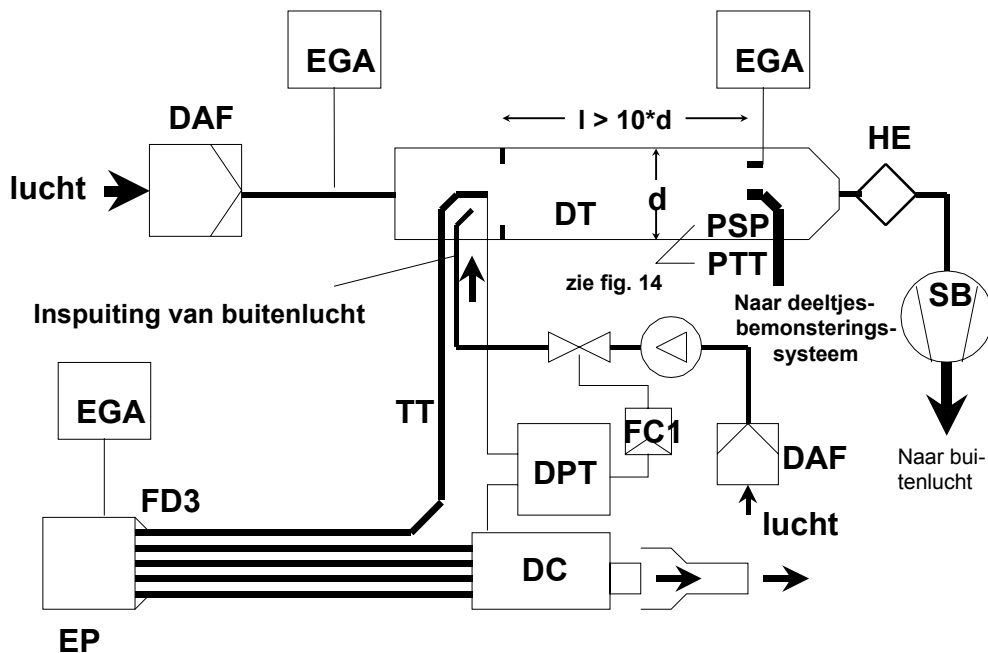 EGA
EGA
DAF
l > 10*d
HE
lucht
d
DT
PSP
PTT
zie fig. 14
SB
Inspuiting van buitenlucht
Naar deeltjes-
bemonsterings-
systeem
EGA
TT
FC1
DAF
Naar bui-
tenlucht
DPT
FD3
lucht
DC
EP